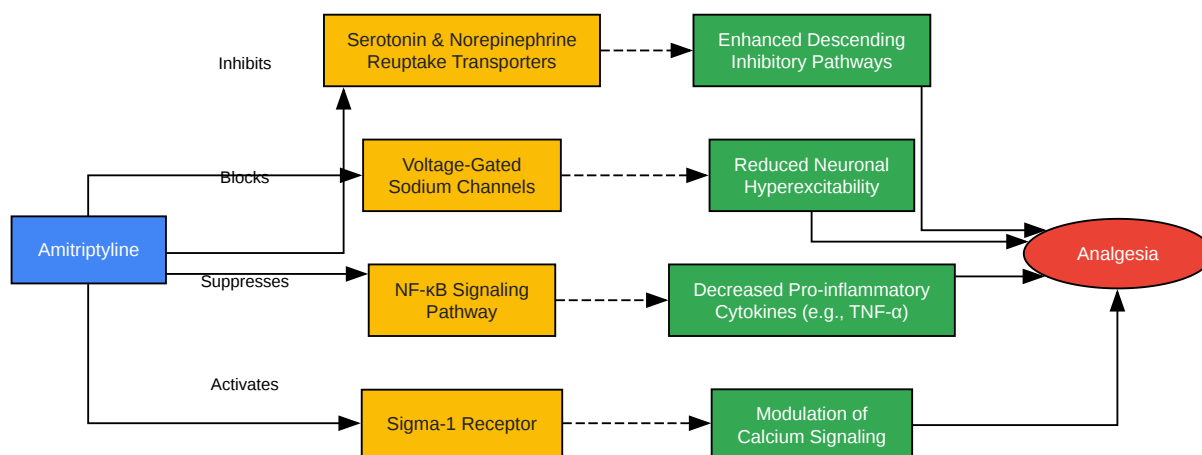 Inhibits
Serotonin & Norepinephrine
Reuptake Transporters
Enhanced Descending
Inhibitory Pathways
Blocks
Voltage-Gated
Sodium Channels
Reduced Neuronal
Hyperexcitability
Amitriptyline
Analgesia
Suppresses
NF-κB Signaling
Pathway
Decreased Pro-inflammatory
Cytokines (e.g., TNF-α)
Activates
Sigma-1 Receptor
Modulation of
Calcium Signaling